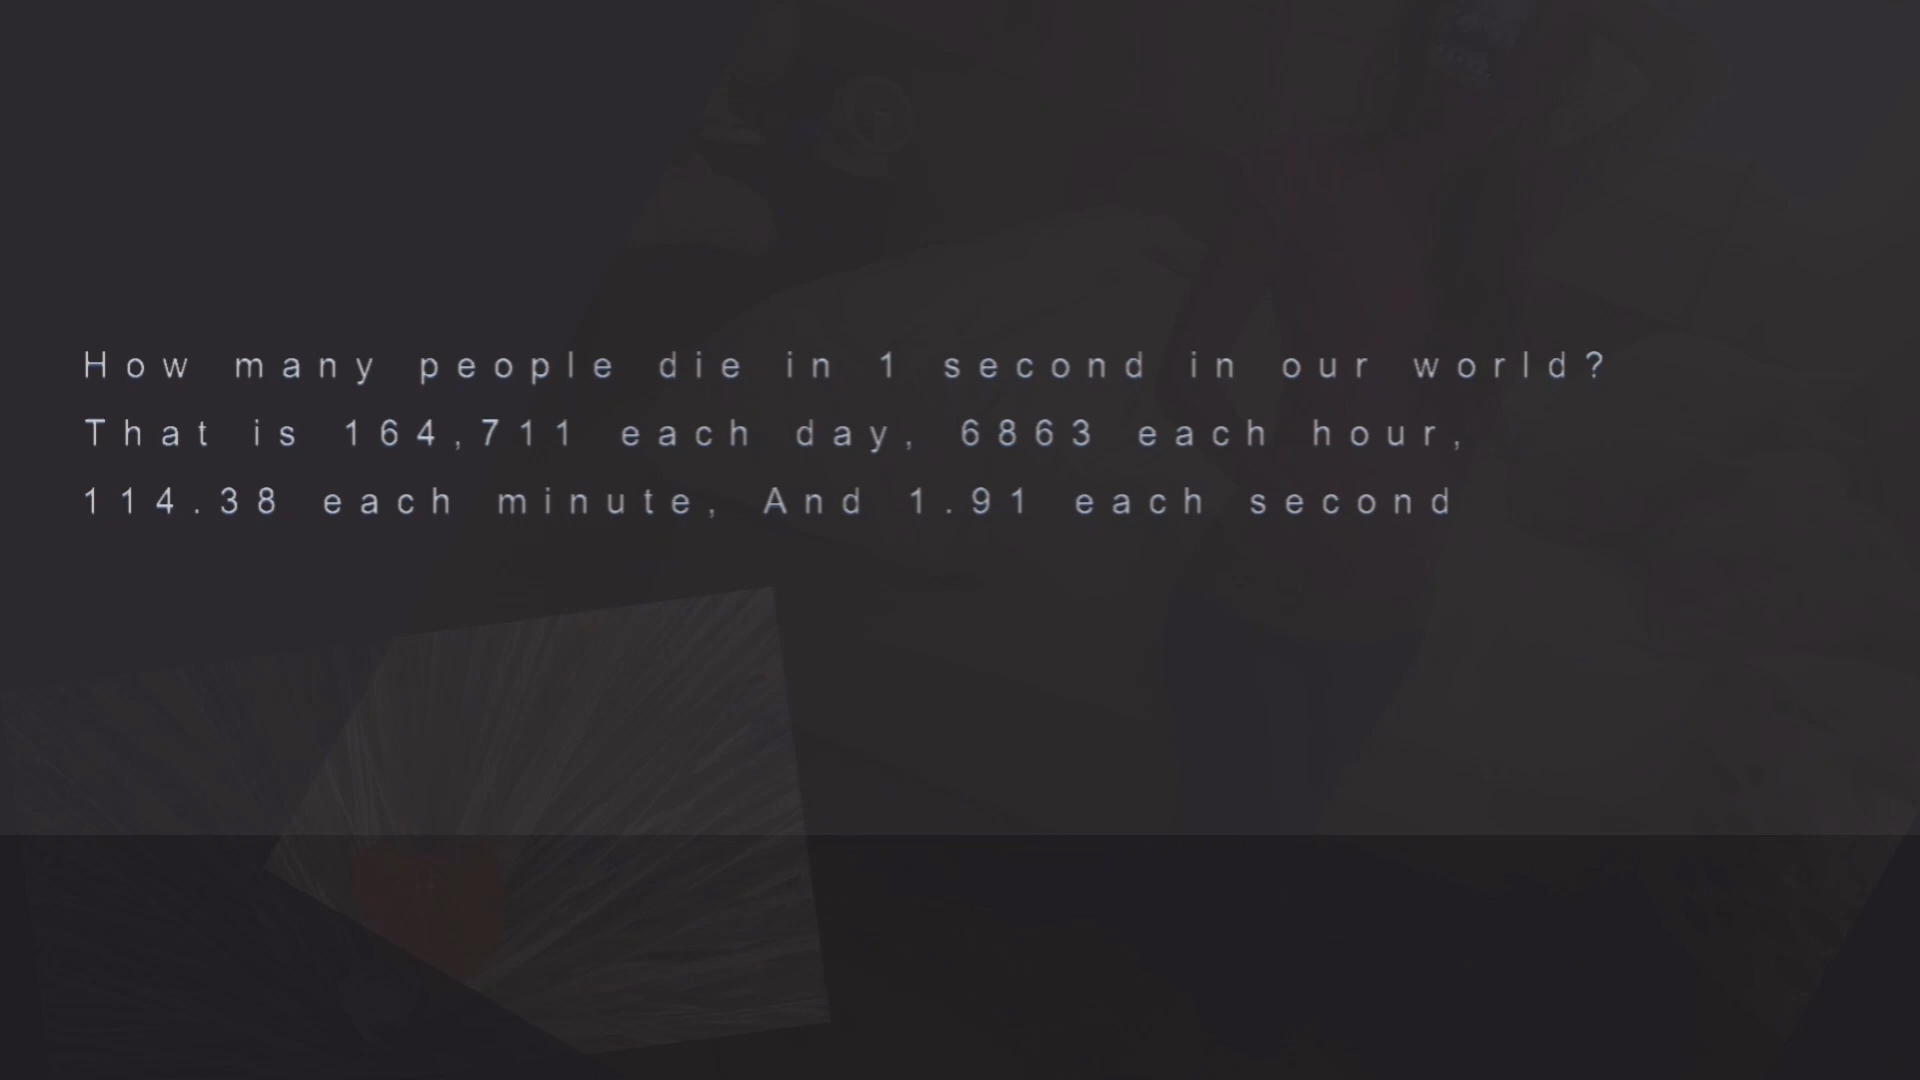 How many people die in 1 second in our world?
That is 164,711 each day, 6863 each hour,
114.38 each minute, And 1.91 each second